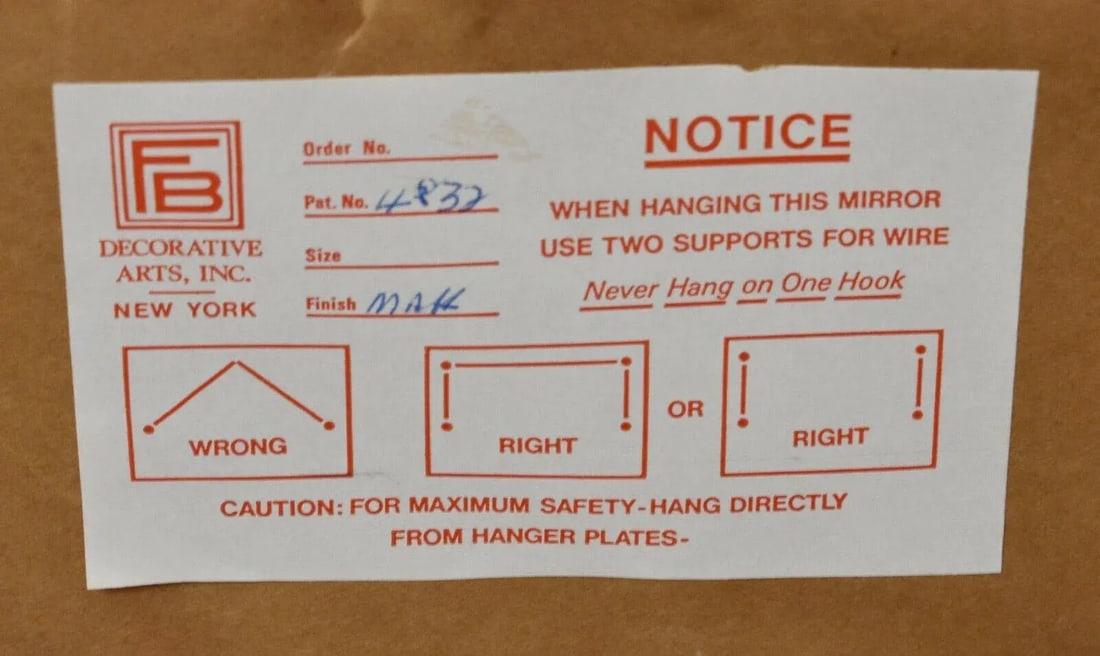 FB
DECORATIVE
ARTS, INC.
NEW YORK
Order No.
Pat. No. 4832
Size
Finish MAH
NOTICE
WHEN HANGING THIS MIRROR
USE TWO SUPPORTS FOR WIRE
Never Hang on One Hook
WRONG
RIGHT
OR
RIGHT
CAUTION: FOR MAXIMUM SAFETY-HANG DIRECTLY
FROM HANGER PLATES-